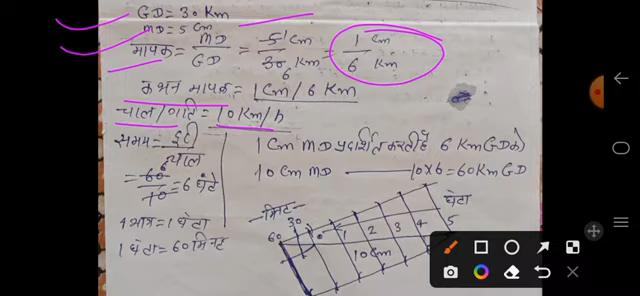 GD = 30 Km
MD = 5 Cm
मापक = MD/GD = 5 1 Cm/30 6 Km = 1 Cm/6 Km
कथन मापक = 1 Cm / 6 Km
चाल/गति = 10 Km/h
समय = दूरी/चाल
1 Cm MD प्रदर्शित करती है 6 Km GD को
= 60 6/10 = 6 घंटे
10 Cm MD — 10x6 = 60 Km GD
1 भाग = 1 घंटा
1 घंटा = 60 मिनट
मिनट
घंटा
60 30 0 1 2 3 4 5
10 Cm